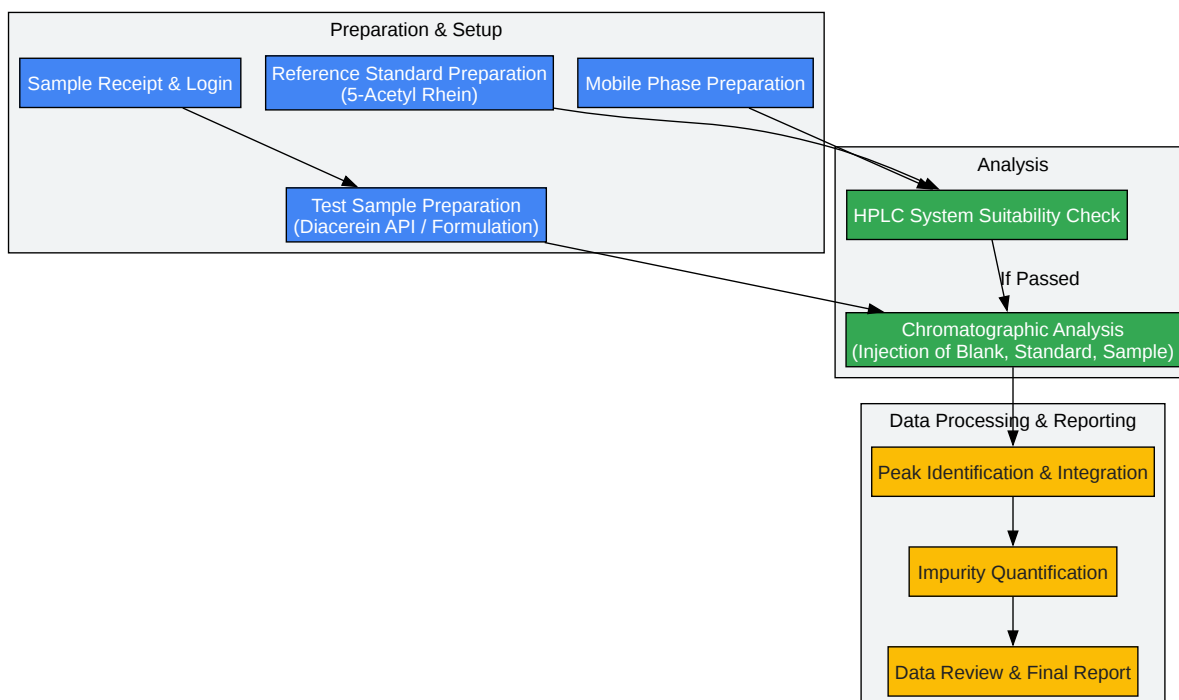 Preparation & Setup
Sample Receipt & Login
Reference Standard Preparation
(5-Acetyl Rhein)
Mobile Phase Preparation
Test Sample Preparation
(Diacerein API / Formulation)
Analysis
HPLC System Suitability Check
If Passed
Chromatographic Analysis
(Injection of Blank, Standard, Sample)
Data Processing & Reporting
Peak Identification & Integration
Impurity Quantification
Data Review & Final Report